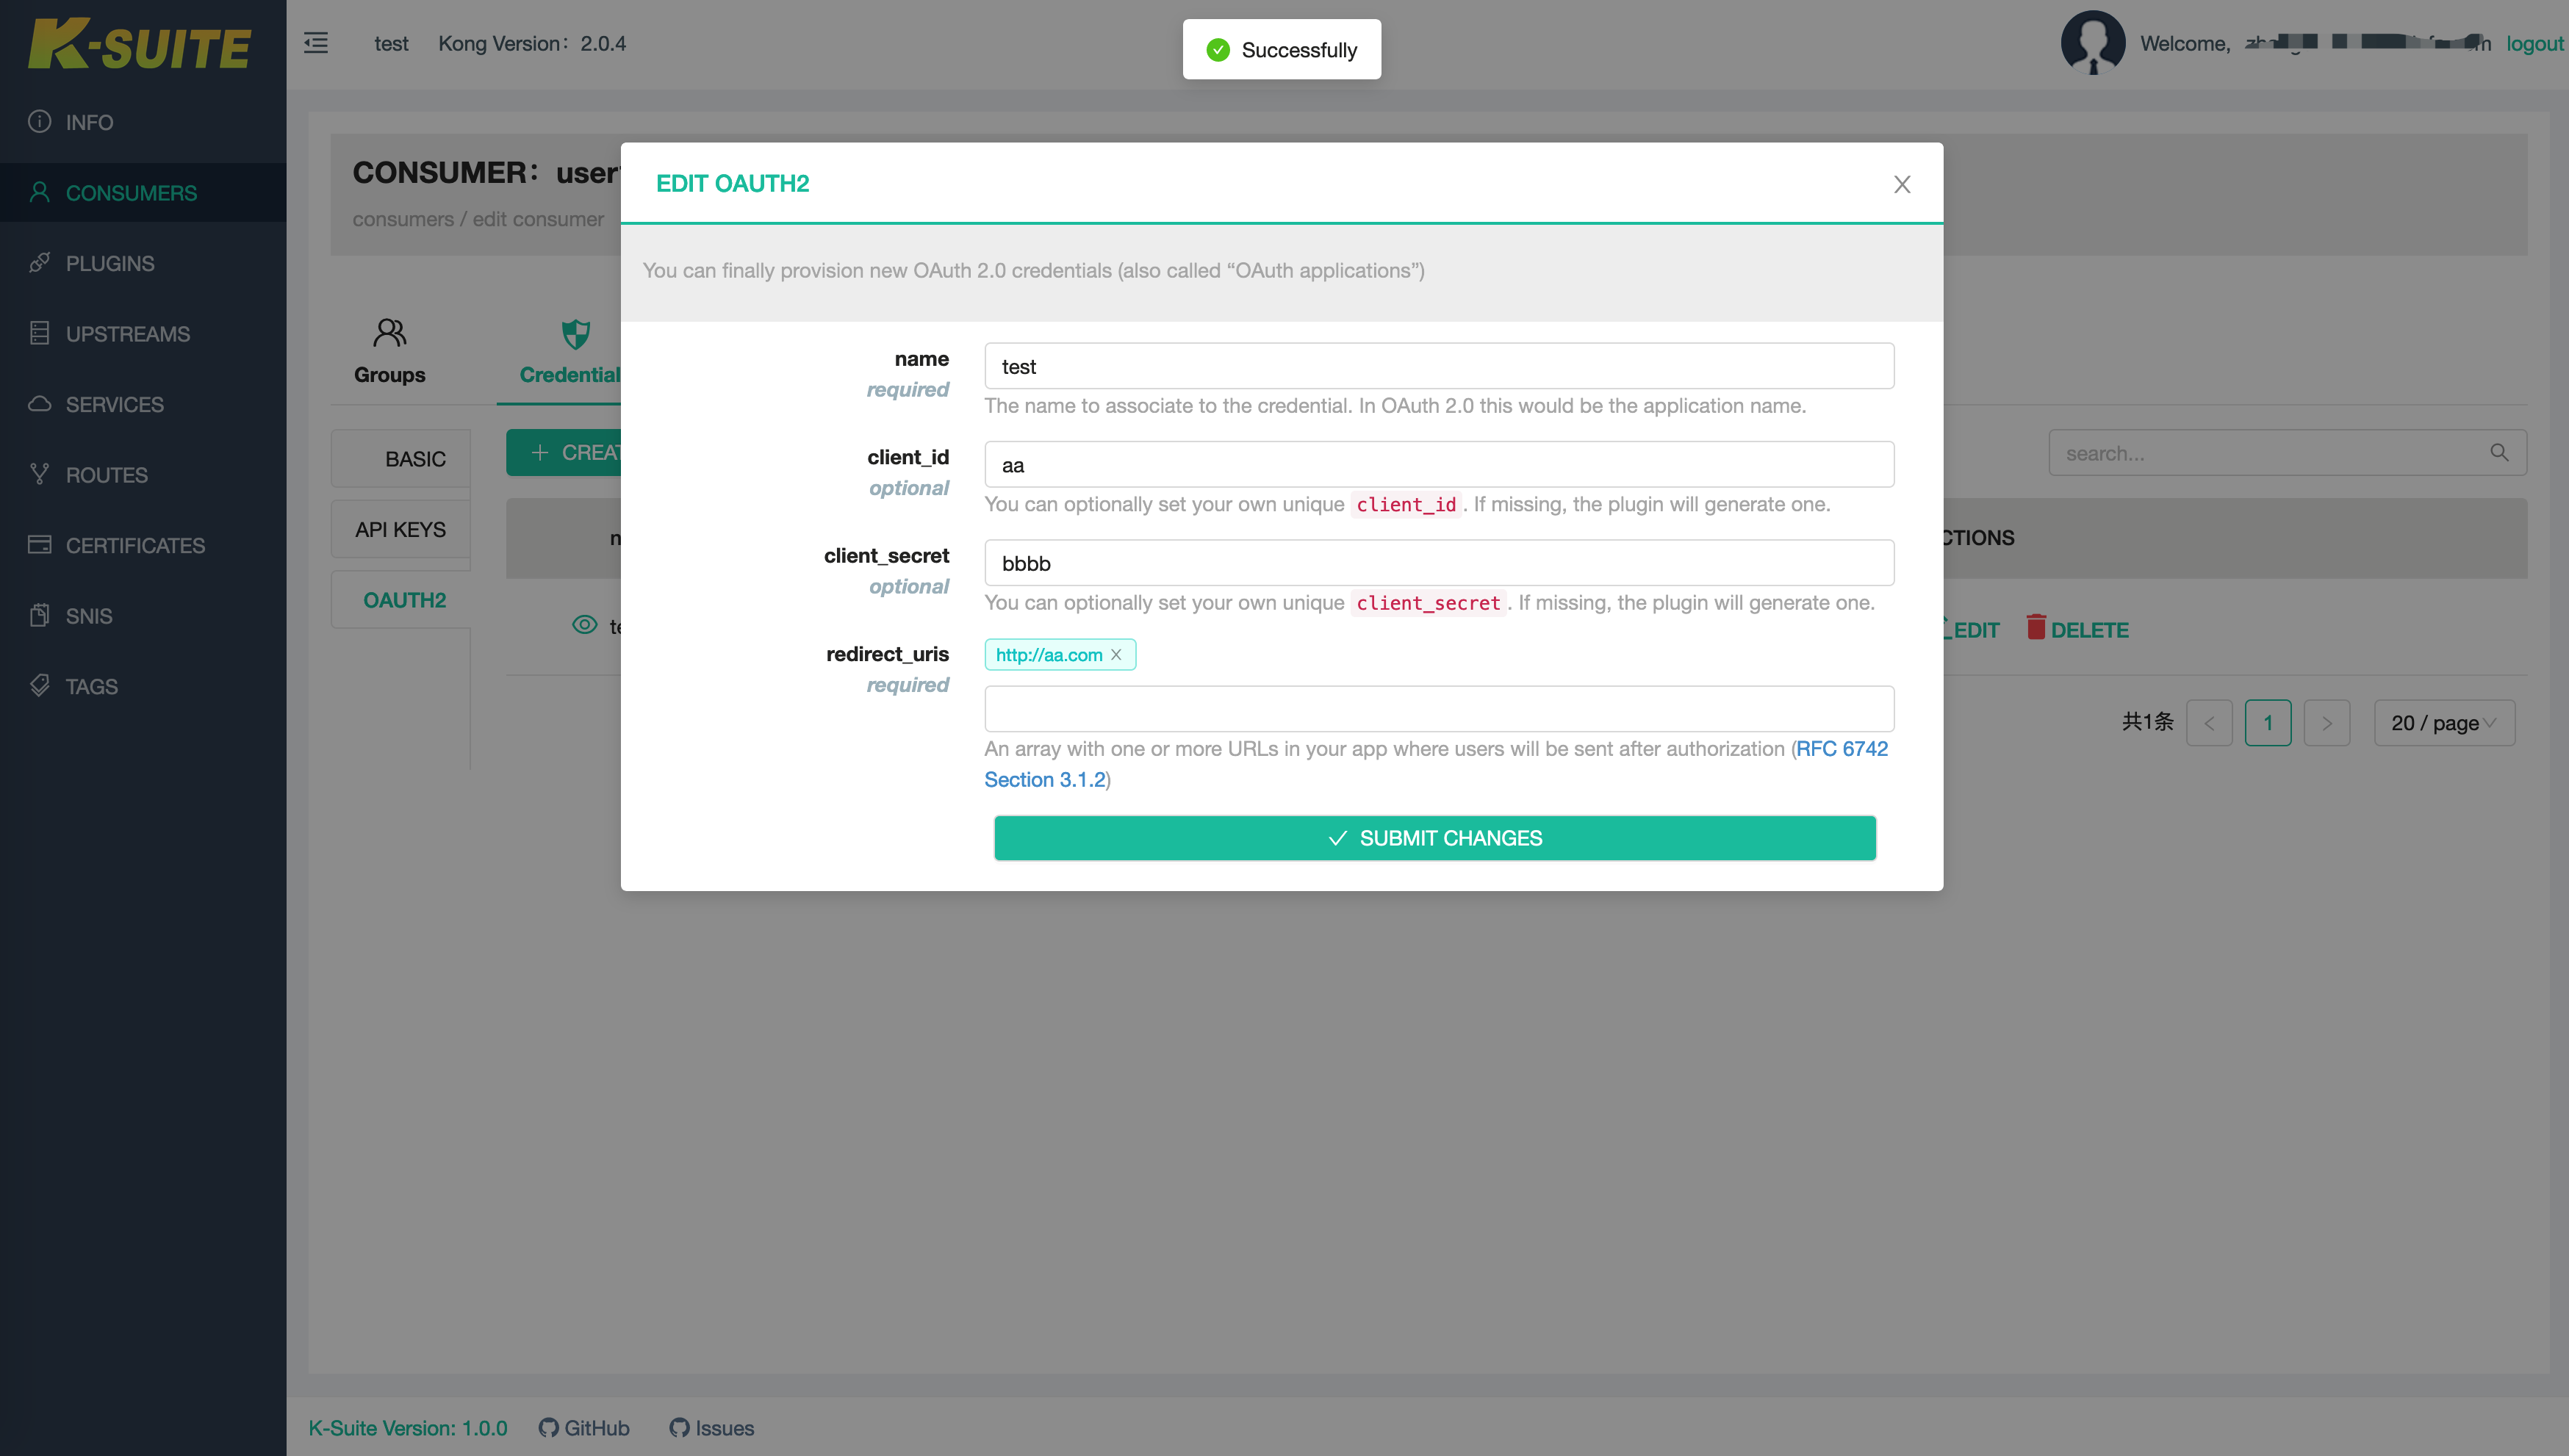 K-SUITE
test Kong Version： 2.0.4
Successfully
Welcome,
logout
INFO
CONSUMERS
PLUGINS
UPSTREAMS
SERVICES
ROUTES
CERTIFICATES
SNIS
TAGS
CONSUMER：
consumers / edit consumer
Groups
Credential
BASIC
API KEYS
OAUTH2
search...
EDIT DELETE
共1条 < 1 > 20 / page
EDIT OAUTH2
You can finally provision new OAuth 2.0 credentials (also called “OAuth applications”)
name
required
test
The name to associate to the credential. In OAuth 2.0 this would be the application name.
client_id
optional
aa
You can optionally set your own unique client_id. If missing, the plugin will generate one.
client_secret
optional
bbbb
You can optionally set your own unique client_secret. If missing, the plugin will generate one.
redirect_uris
required
http://aa.com
An array with one or more URLs in your app where users will be sent after authorization (RFC 6742
Section 3.1.2)
SUBMIT CHANGES
K-Suite Version: 1.0.0 GitHub Issues